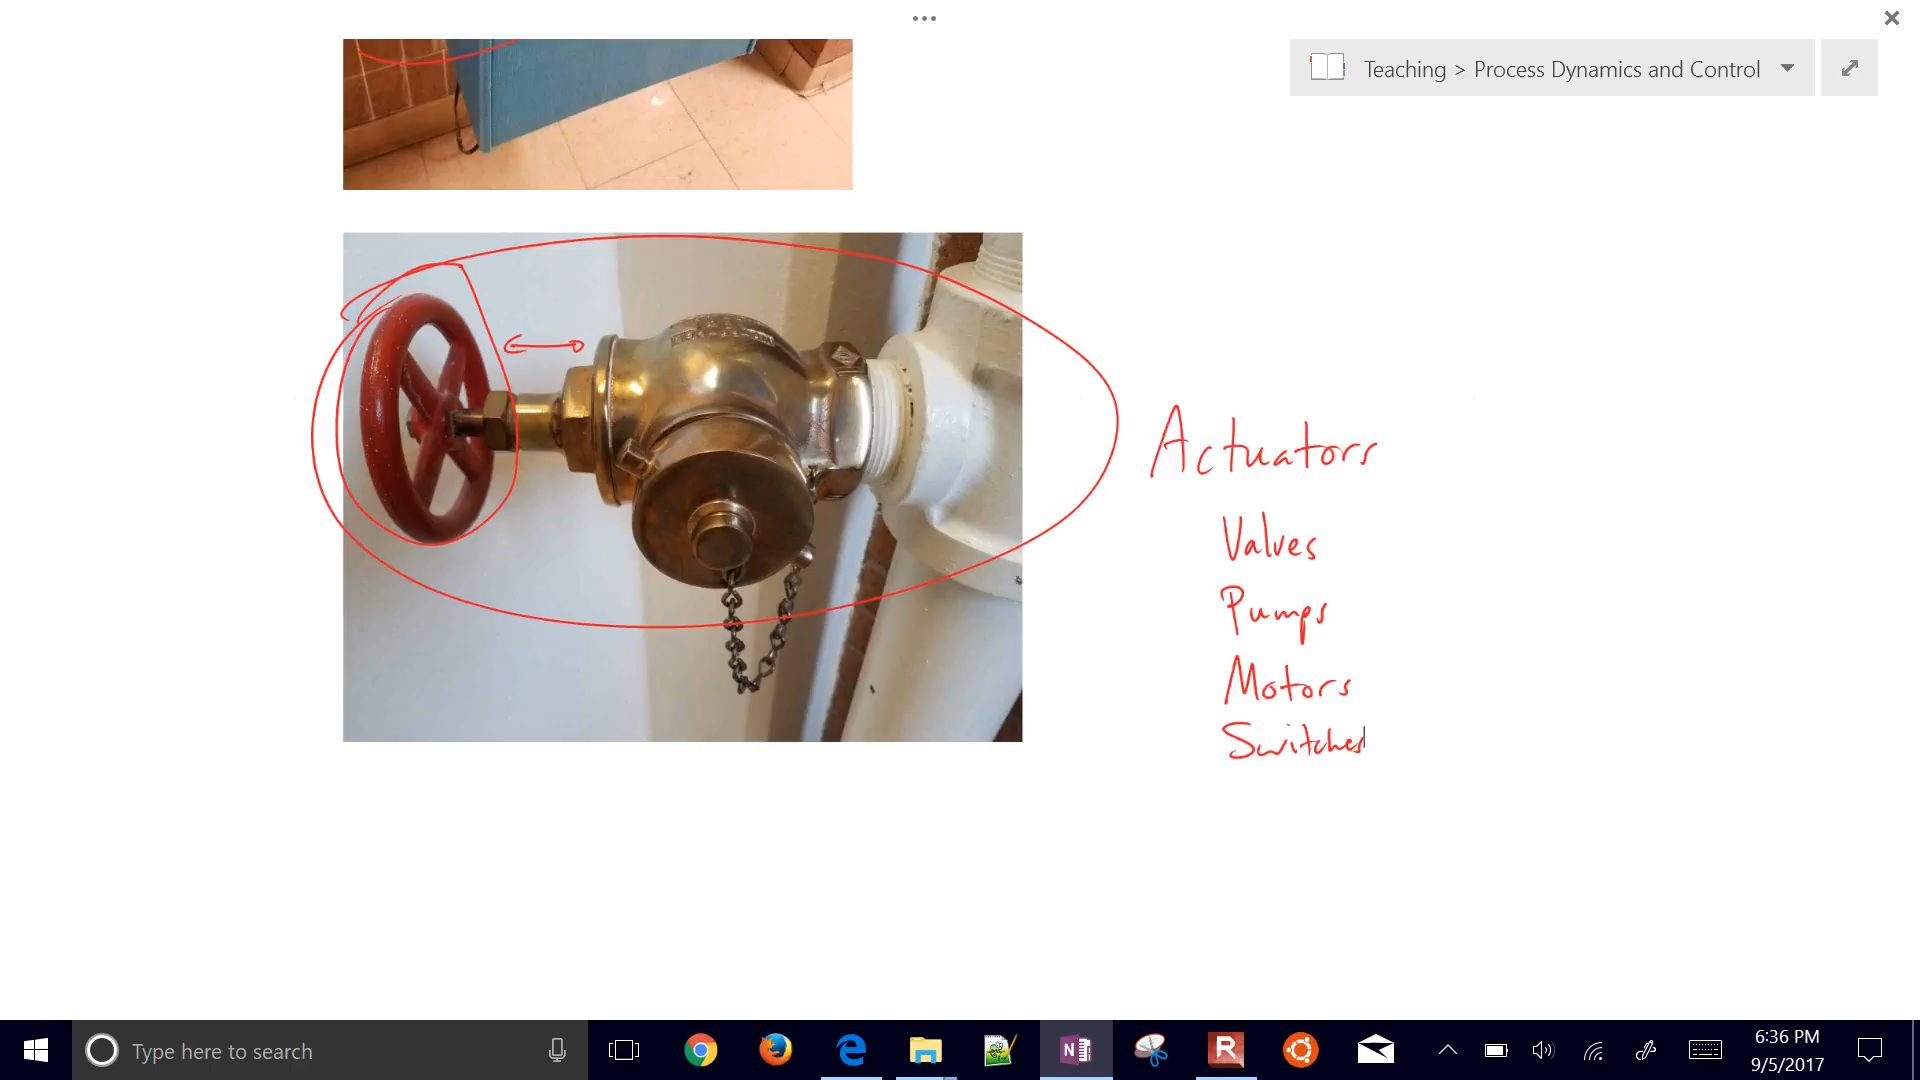 Teaching > Process Dynamics and Control
Actuators
Valves
Pumps
Motors
Switches
Type here to search
6:36 PM
9/5/2017